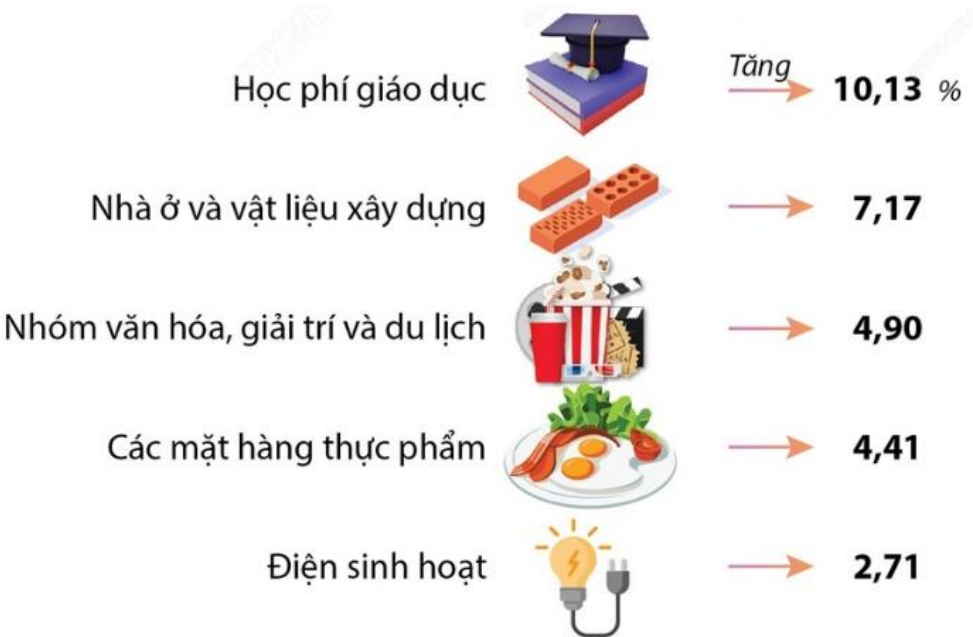 Học phí giáo dục Tăng 10,13 %
Nhà ở và vật liệu xây dựng 7,17
Nhóm văn hóa, giải trí và du lịch 4,90
Các mặt hàng thực phẩm 4,41
Điện sinh hoạt 2,71